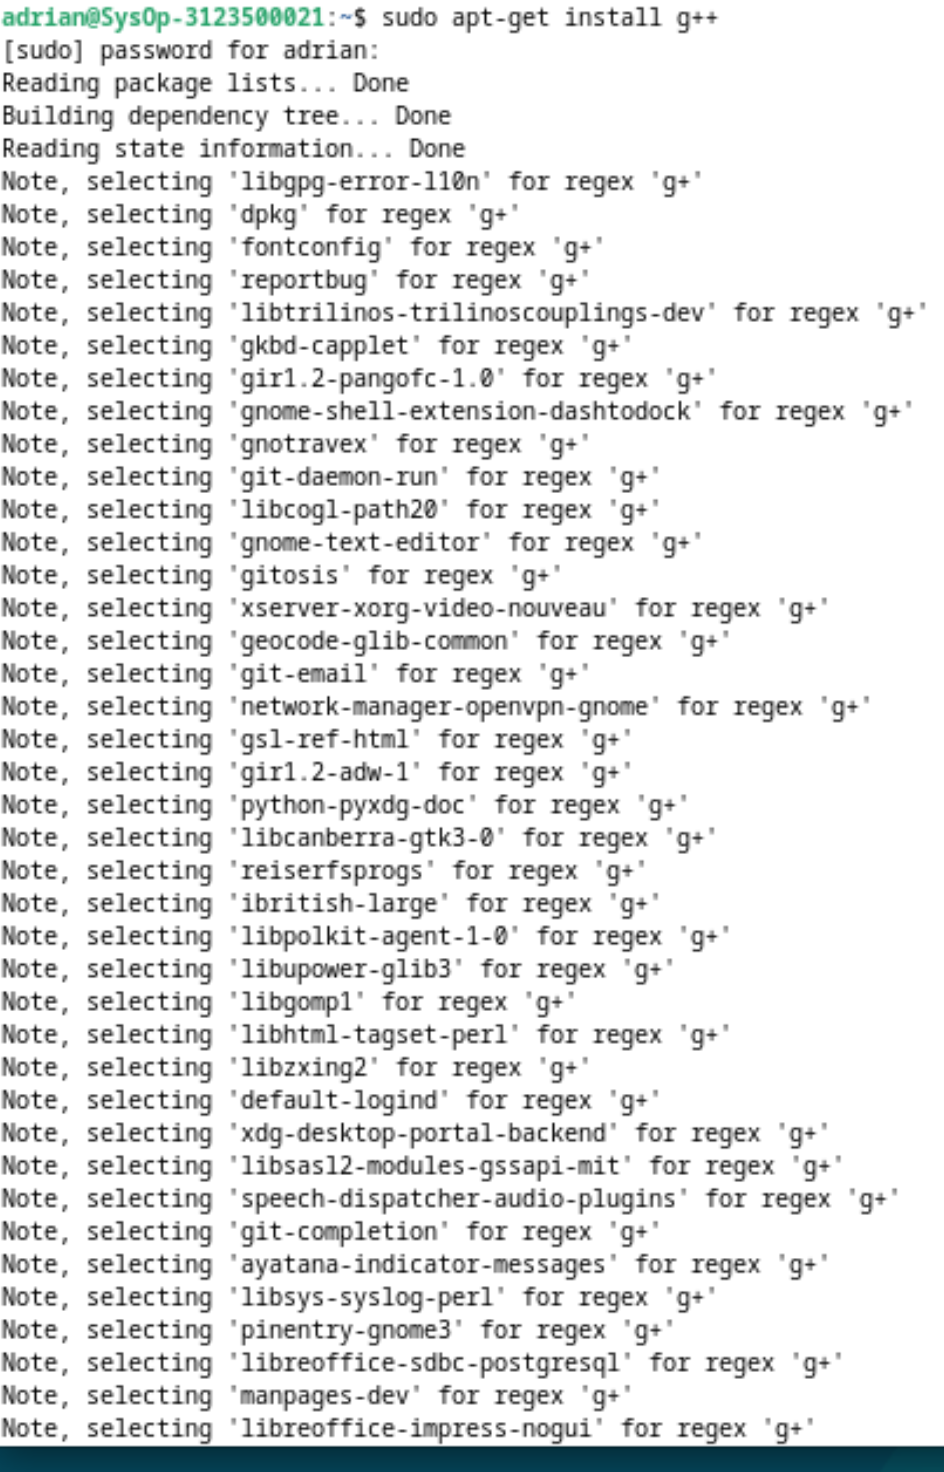 adrian@SysOp-3123500021:~$ sudo apt-get install g++
[sudo] password for adrian:
Reading package lists... Done
Building dependency tree... Done
Reading state information... Done
Note, selecting 'libgpg-error-l10n' for regex 'g+'
Note, selecting 'dpkg' for regex 'g+'
Note, selecting 'fontconfig' for regex 'g+'
Note, selecting 'reportbug' for regex 'g+'
Note, selecting 'libtrilinos-trilinoscouplings-dev' for regex 'g+'
Note, selecting 'gkbd-capplet' for regex 'g+'
Note, selecting 'gir1.2-pangofc-1.0' for regex 'g+'
Note, selecting 'gnome-shell-extension-dashtodock' for regex 'g+'
Note, selecting 'gnotravex' for regex 'g+'
Note, selecting 'git-daemon-run' for regex 'g+'
Note, selecting 'libcogl-path20' for regex 'g+'
Note, selecting 'gnome-text-editor' for regex 'g+'
Note, selecting 'gitosis' for regex 'g+'
Note, selecting 'xserver-xorg-video-nouveau' for regex 'g+'
Note, selecting 'geocode-glib-common' for regex 'g+'
Note, selecting 'git-email' for regex 'g+'
Note, selecting 'network-manager-openvpn-gnome' for regex 'g+'
Note, selecting 'gsl-ref-html' for regex 'g+'
Note, selecting 'gir1.2-adw-1' for regex 'g+'
Note, selecting 'python-pyxdg-doc' for regex 'g+'
Note, selecting 'libcanberra-gtk3-0' for regex 'g+'
Note, selecting 'reiserfsprogs' for regex 'g+'
Note, selecting 'ibritish-large' for regex 'g+'
Note, selecting 'libpolkit-agent-1-0' for regex 'g+'
Note, selecting 'libupower-glib3' for regex 'g+'
Note, selecting 'libgomp1' for regex 'g+'
Note, selecting 'libhtml-tagset-perl' for regex 'g+'
Note, selecting 'libzxing2' for regex 'g+'
Note, selecting 'default-logind' for regex 'g+'
Note, selecting 'xdg-desktop-portal-backend' for regex 'g+'
Note, selecting 'libsasl2-modules-gssapi-mit' for regex 'g+'
Note, selecting 'speech-dispatcher-audio-plugins' for regex 'g+'
Note, selecting 'git-completion' for regex 'g+'
Note, selecting 'ayatana-indicator-messages' for regex 'g+'
Note, selecting 'libsys-syslog-perl' for regex 'g+'
Note, selecting 'pinentry-gnome3' for regex 'g+'
Note, selecting 'libreoffice-sdbc-postgresql' for regex 'g+'
Note, selecting 'manpages-dev' for regex 'g+'
Note, selecting 'libreoffice-impress-nogui' for regex 'g+'